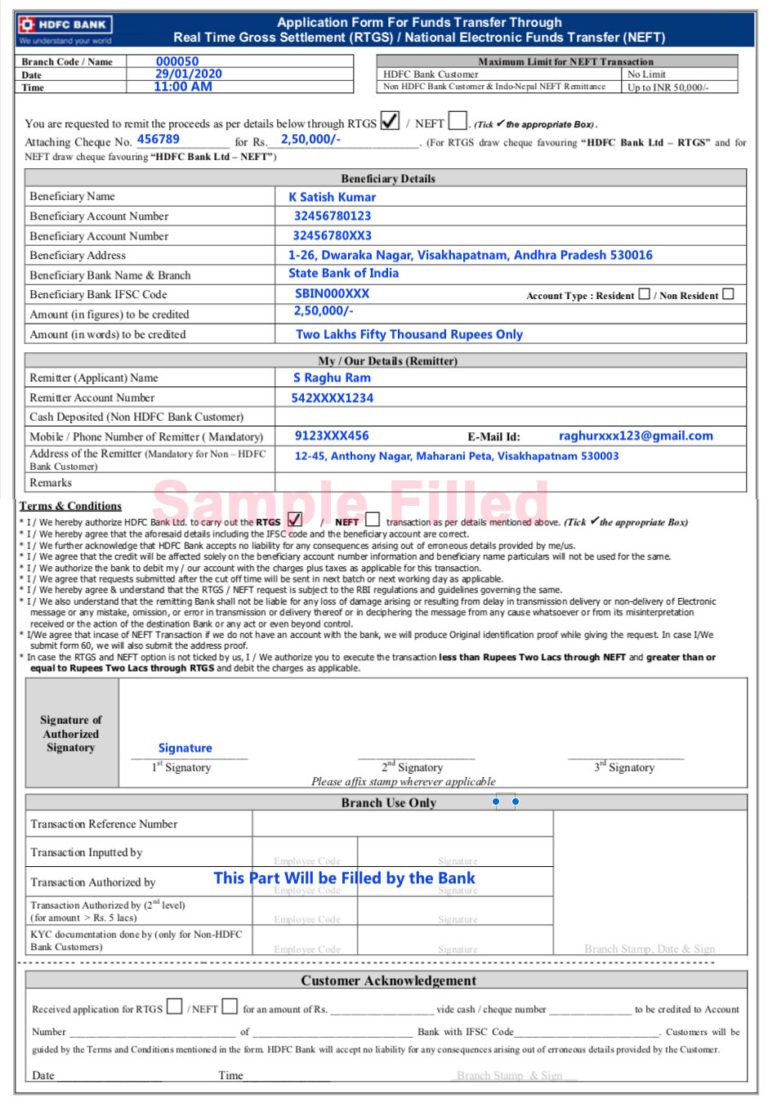 HDFC BANK
We understand your world
Application Form For Funds Transfer Through
Real Time Gross Settlement (RTGS) / National Electronic Funds Transfer (NEFT)
Branch Code / Name 000050
Date 29/01/2020
Time 11:00 AM
Maximum Limit for NEFT Transaction
HDFC Bank Customer No Limit
Non HDFC Bank Customer & Indo-Nepal NEFT Remittance Up to INR 50,000/-
You are requested to remit the proceeds as per details below through RTGS ✓ / NEFT ☐. (Tick ✓ the appropriate Box).
Attaching Cheque No. 456789 for Rs. 2,50,000/-. (For RTGS draw cheque favouring “HDFC Bank Ltd – RTGS” and for
NEFT draw cheque favouring “HDFC Bank Ltd – NEFT”)
Beneficiary Details
Beneficiary Name K Satish Kumar
Beneficiary Account Number 32456780123
Beneficiary Account Number 32456780XX3
Beneficiary Address 1-26, Dwaraka Nagar, Visakhapatnam, Andhra Pradesh 530016
Beneficiary Bank Name & Branch State Bank of India
Beneficiary Bank IFSC Code SBIN000XXX Account Type : Resident ☐ / Non Resident ☐
Amount (in figures) to be credited 2,50,000/-
Amount (in words) to be credited Two Lakhs Fifty Thousand Rupees Only
My / Our Details (Remitter)
Remitter (Applicant) Name S Raghu Ram
Remitter Account Number 542XXXX1234
Cash Deposited (Non HDFC Bank Customer)
Mobile / Phone Number of Remitter ( Mandatory) 9123XXX456 E-Mail Id: raghurxxx123@gmail.com
Address of the Remitter (Mandatory for Non – HDFC
Bank Customer) 12-45, Anthony Nagar, Maharani Peta, Visakhapatnam 530003
Remarks
Sample Filled
Terms & Conditions
* I / We hereby authorize HDFC Bank Ltd. to carry out the RTGS ✓ / NEFT ☐ transaction as per details mentioned above. (Tick ✓ the appropriate Box)
* I / We hereby agree that the aforesaid details including the IFSC code and the beneficiary account are correct.
* I / We further acknowledge that HDFC Bank accepts no liability for any consequences arising out of erroneous details provided by me/us.
* I / We agree that the credit will be affected solely on the beneficiary account number information and beneficiary name particulars will not be used for the same.
* I / We authorize the bank to debit my / our account with the charges plus taxes as applicable for this transaction.
* I / We agree that requests submitted after the cut off time will be sent in next batch or next working day as applicable.
* I / We hereby agree & understand that the RTGS / NEFT request is subject to the RBI regulations and guidelines governing the same.
* I / We also understand that the remitting Bank shall not be liable for any loss of damage arising or resulting from delay in transmission delivery or non-delivery of Electronic
message or any mistake, omission, or error in transmission or delivery thereof or in deciphering the message from any cause whatsoever or from its misinterpretation
received or the action of the destination Bank or any act or even beyond control.
* I/We agree that incase of NEFT Transaction if we do not have an account with the bank, we will produce Original identification proof while giving the request. In case I/We
submit form 60, we will also submit the address proof.
* In case the RTGS and NEFT option is not ticked by us, I / We authorize you to execute the transaction less than Rupees Two Lacs through NEFT and greater than or
equal to Rupees Two Lacs through RTGS and debit the charges as applicable.
Signature of
Authorized
Signatory
Signature
1st Signatory 2nd Signatory 3rd Signatory
Please affix stamp wherever applicable
Branch Use Only
Transaction Reference Number
Transaction Inputted by Employee Code Signature
This Part Will be Filled by the Bank
Transaction Authorized by Employee Code Signature
Transaction Authorized by (2nd level)
(for amount > Rs. 5 lacs) Employee Code Signature
KYC documentation done by (only for Non-HDFC
Bank Customers) Employee Code Signature Branch Stamp, Date & Sign
Customer Acknowledgement
Received application for RTGS ☐ / NEFT ☐ for an amount of Rs. ____ vide cash / cheque number ____ to be credited to Account
Number ____ of ____ Bank with IFSC Code____. Customers will be
guided by the Terms and Conditions mentioned in the form. HDFC Bank will accept no liability for any consequences arising out of erroneous details provided by the Customer.
Date ____ Time____ Branch Stamp & Sign